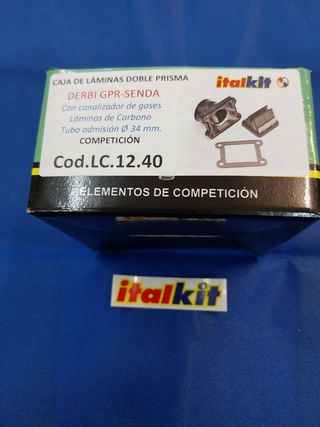 CAJA DE LÁMINAS DOBLE PRISMA
italkit
DERBI GPR-SENDA
Con canalizador de gases
Láminas de Carbono
Tubo admisión Ø 34 mm.
COMPETICIÓN
Cod.LC.12.40
ELEMENTOS DE COMPETICIÓN
italkit